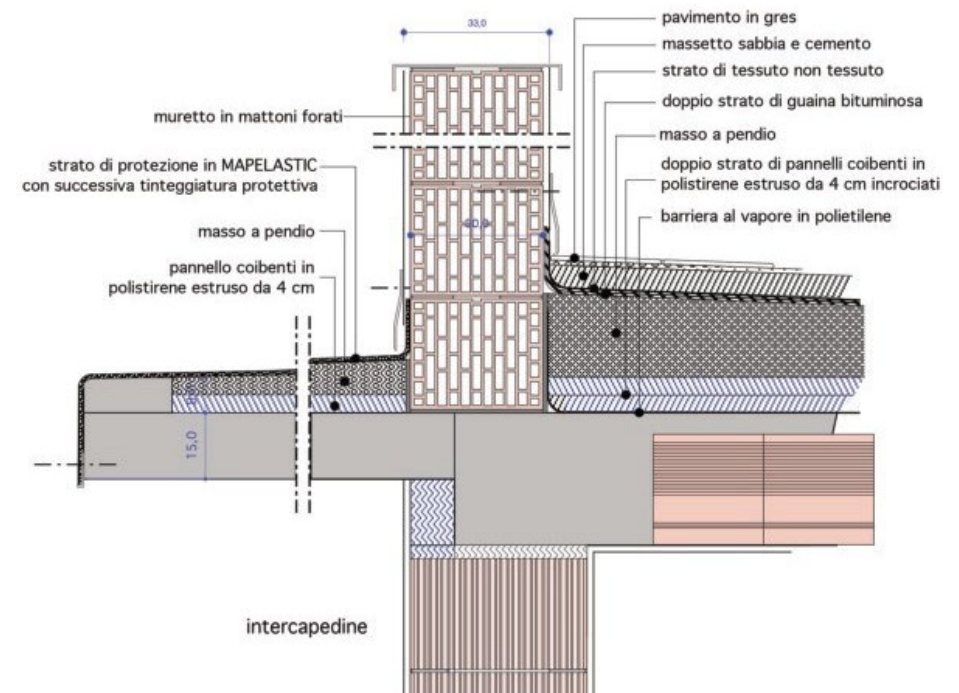 33,0
pavimento in gres
massetto sabbia e cemento
strato di tessuto non tessuto
doppio strato di guaina bituminosa
masso a pendio
doppio strato di pannelli coibenti in
polistirene estruso da 4 cm incrociati
barriera al vapore in polietilene
muretto in mattoni forati
strato di protezione in MAPELASTIC
con successiva tinteggiatura protettiva
masso a pendio
pannello coibenti in
polistirene estruso da 4 cm
30,0
15,0
intercapedine